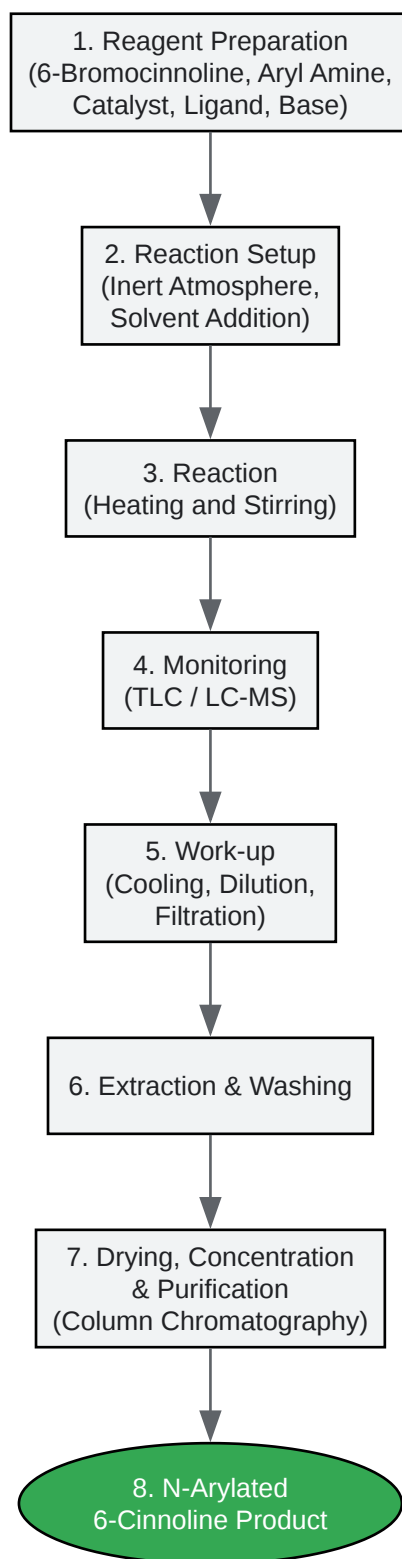 1. Reagent Preparation
(6-Bromocinnoline, Aryl Amine,
Catalyst, Ligand, Base)
2. Reaction Setup
(Inert Atmosphere,
Solvent Addition)
3. Reaction
(Heating and Stirring)
4. Monitoring
(TLC / LC-MS)
5. Work-up
(Cooling, Dilution,
Filtration)
6. Extraction & Washing
7. Drying, Concentration
& Purification
(Column Chromatography)
8. N-Arylated
6-Cinnoline Product